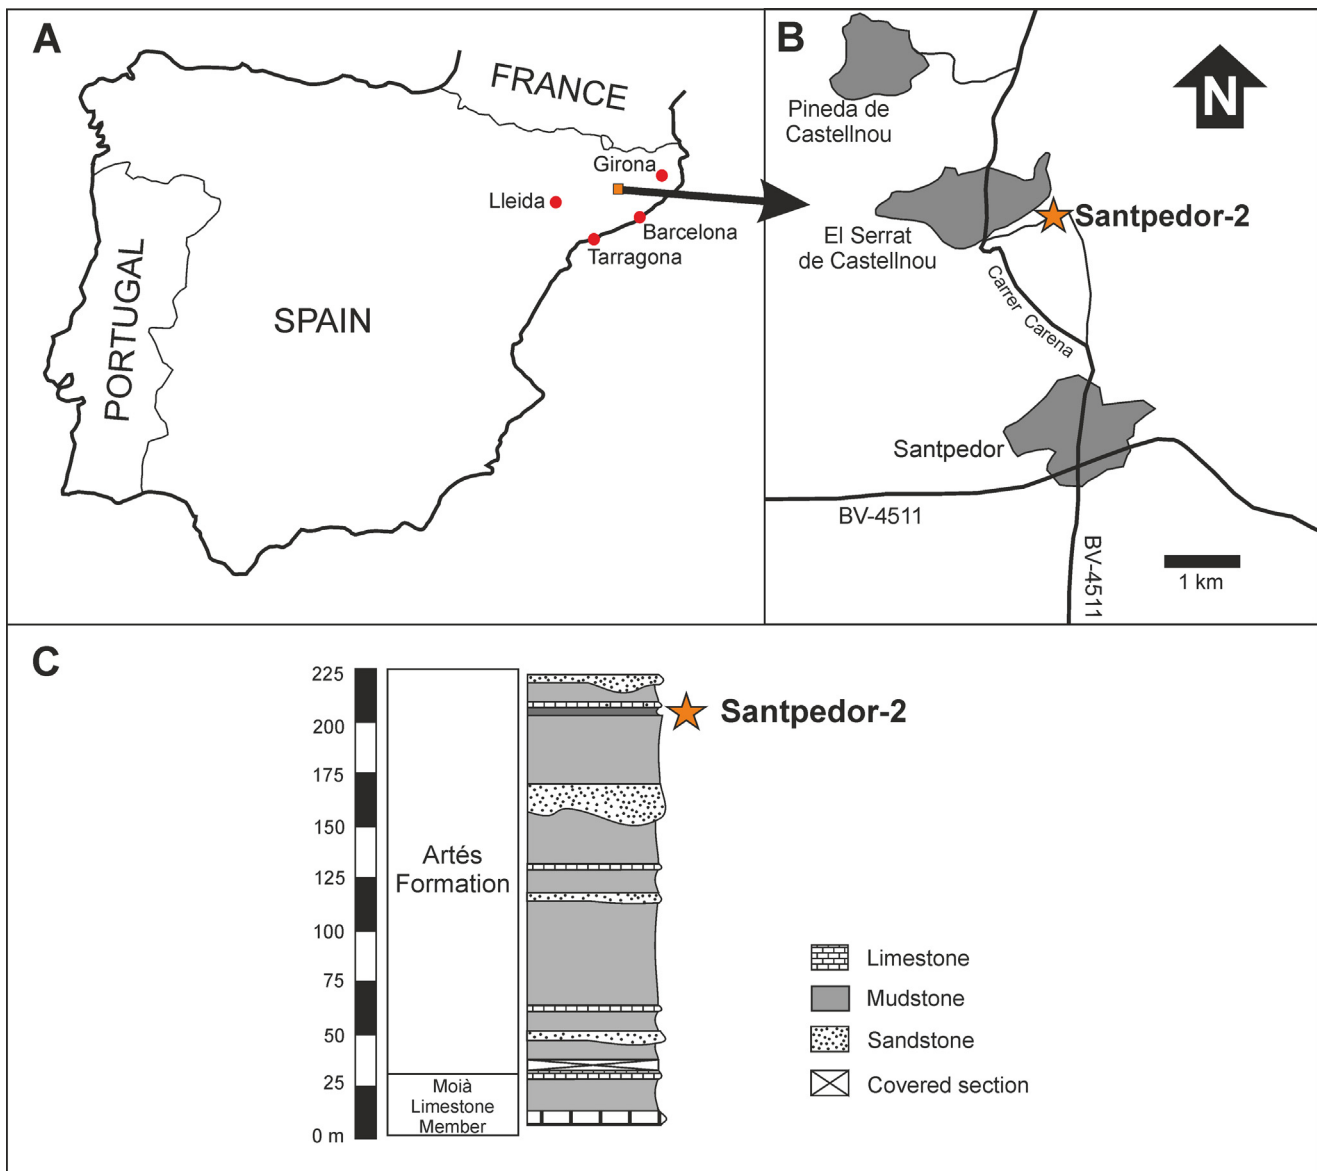 A
FRANCE
Girona
Lleida
Barcelona
Tarragona
SPAIN
PORTUGAL
B
N
Pineda de
Castellnou
Santpedor-2
El Serrat
de Castellnou
Carrer Carena
Santpedor
BV-4511
BV-4511
1 km
C
225
200
175
150
125
100
75
50
25
0 m
Artés
Formation
Moià
Limestone
Member
Santpedor-2
Limestone
Mudstone
Sandstone
Covered section